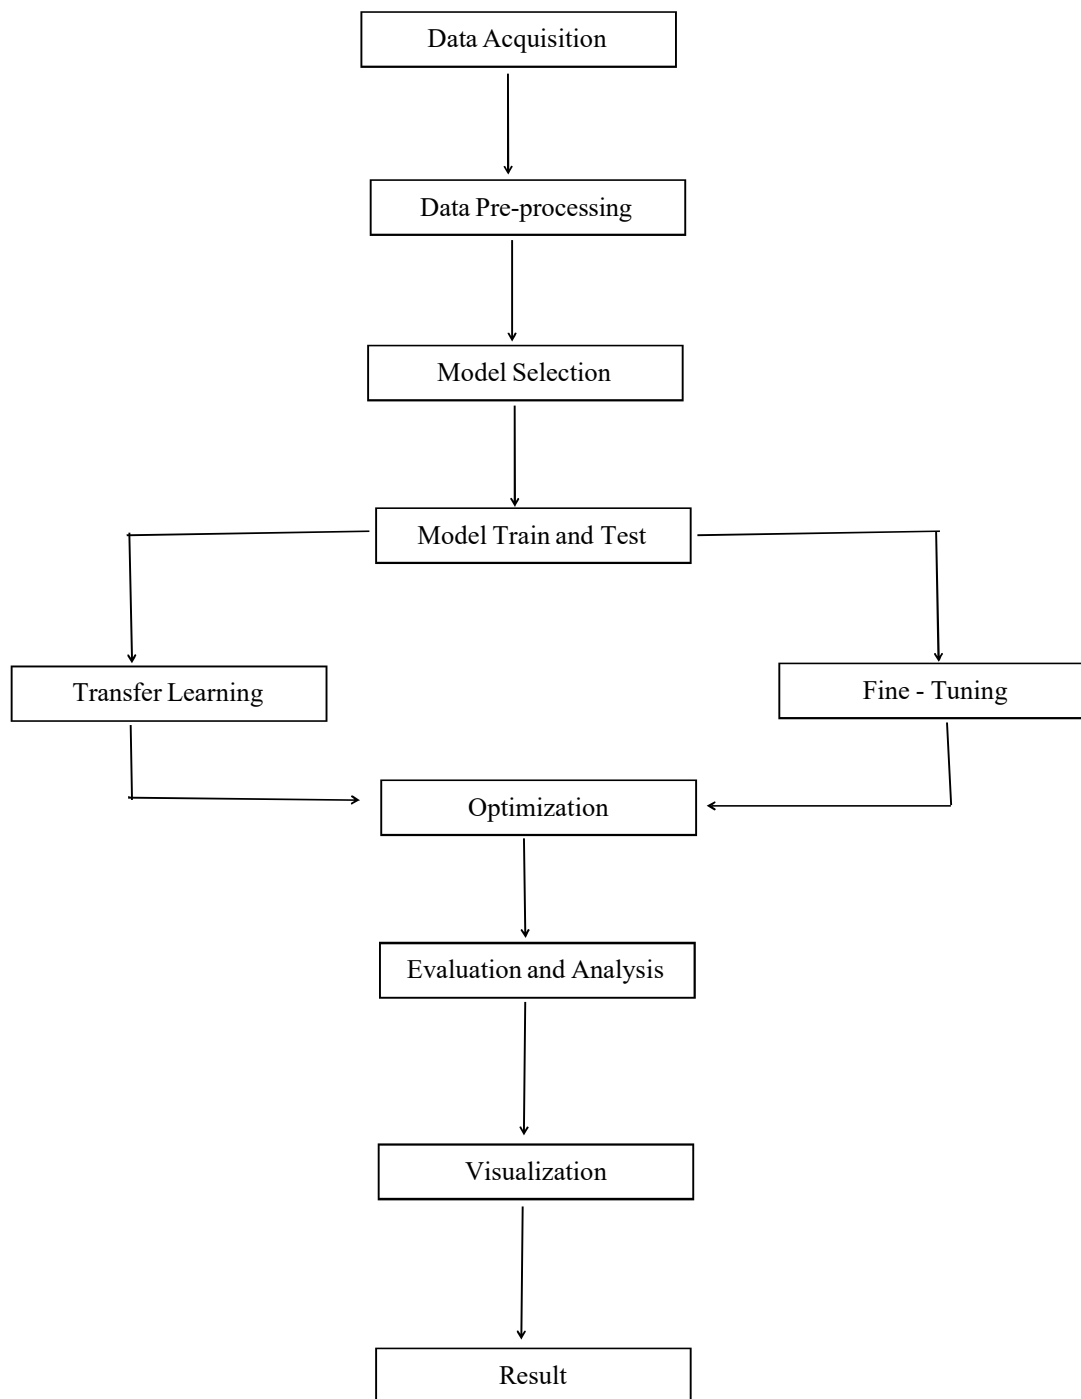 Data Acquisition
Data Pre-processing
Model Selection
Model Train and Test
Transfer Learning
Fine - Tuning
Optimization
Evaluation and Analysis
Visualization
Result